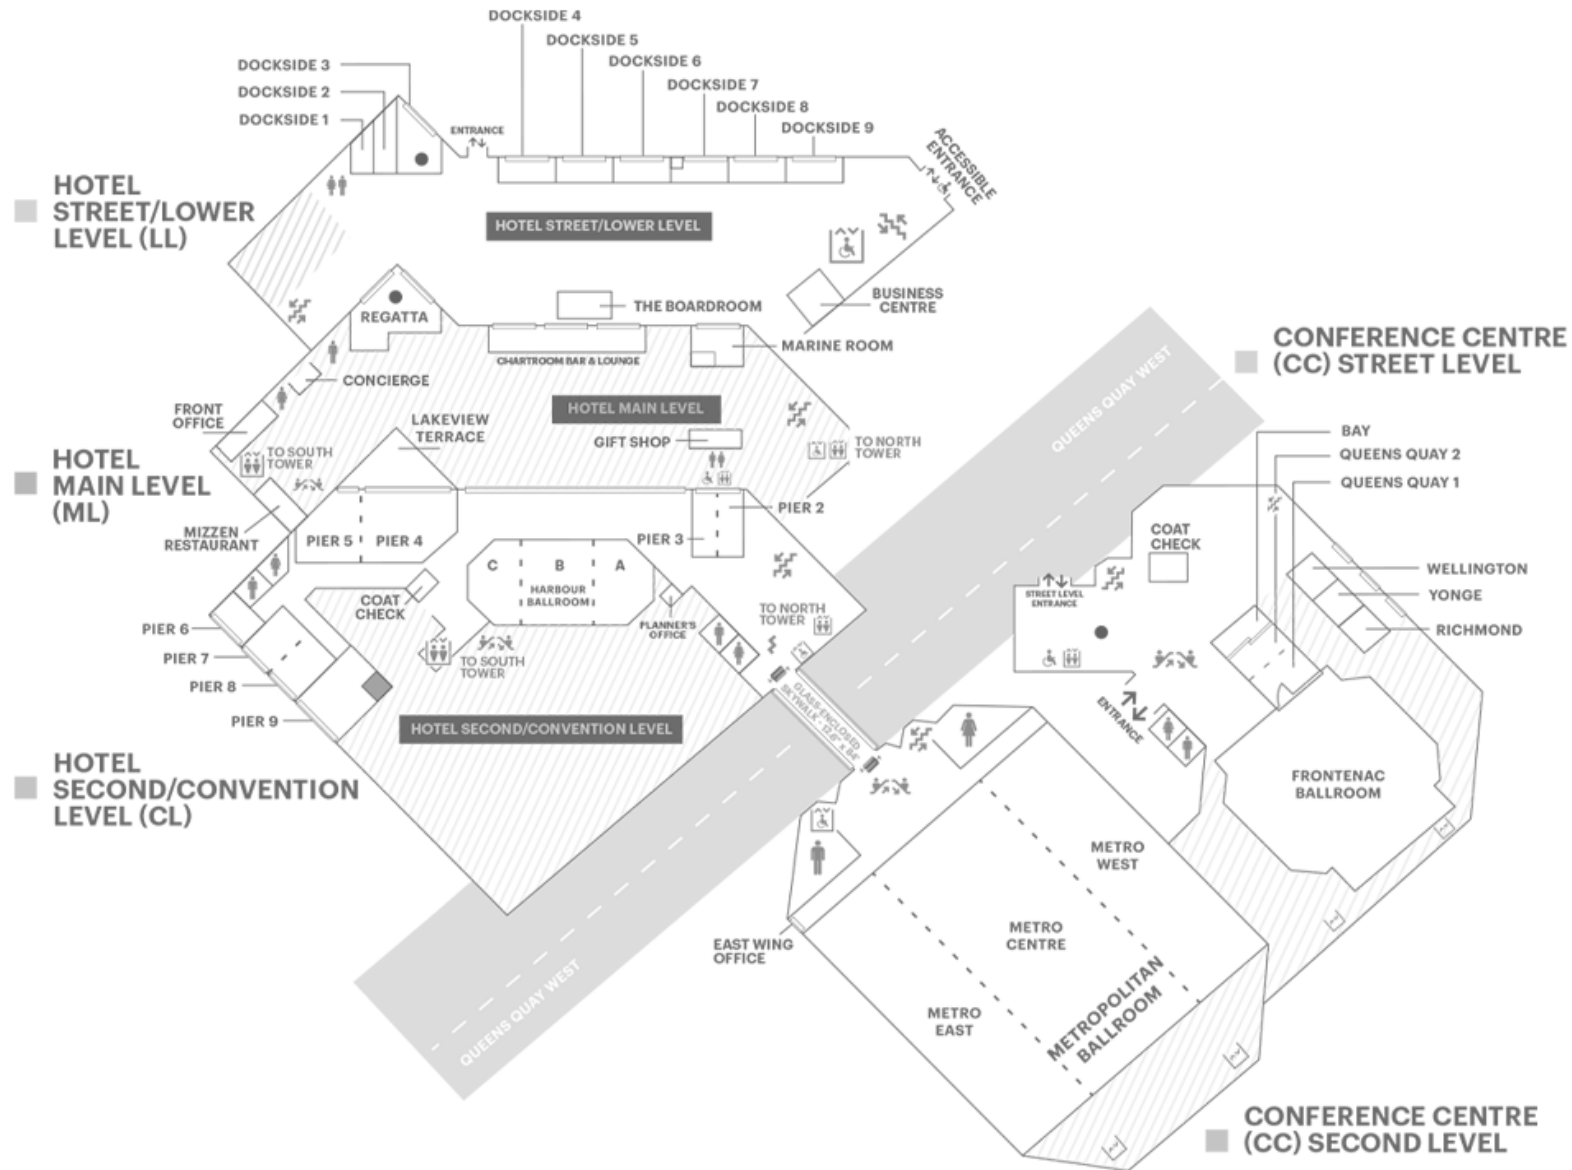 DOCKSIDE 4
DOCKSIDE 5
DOCKSIDE 6
DOCKSIDE 7
DOCKSIDE 8
DOCKSIDE 9
DOCKSIDE 3
DOCKSIDE 2
DOCKSIDE 1
ENTRANCE
ACCESSIBLE
ENTRANCE
HOTEL
STREET/LOWER
LEVEL (LL)
HOTEL STREET/LOWER LEVEL
BUSINESS
CENTRE
THE BOARDROOM
REGATTA
CHARTROOM BAR & LOUNGE
MARINE ROOM
CONCIERGE
FRONT
OFFICE
HOTEL MAIN LEVEL
LAKEVIEW
TERRACE
GIFT SHOP
TO NORTH
TOWER
TO SOUTH
TOWER
HOTEL
MAIN LEVEL
(ML)
MIZZEN
RESTAURANT
PIER 5
PIER 4
PIER 3
PIER 2
C
B
A
HARBOUR
BALLROOM
COAT
CHECK
PLANNER'S
OFFICE
TO NORTH
TOWER
TO SOUTH
TOWER
PIER 6
PIER 7
PIER 8
PIER 9
HOTEL SECOND/CONVENTION LEVEL
HOTEL
SECOND/CONVENTION
LEVEL (CL)
GLASS-ENCLOSED
SKYWALK - 17.6" X 84'
QUEENS QUAY WEST
QUEENS QUAY WEST
CONFERENCE CENTRE
(CC) STREET LEVEL
BAY
QUEENS QUAY 2
QUEENS QUAY 1
COAT
CHECK
STREET LEVEL
ENTRANCE
WELLINGTON
YONGE
RICHMOND
ENTRANCE
FRONTENAC
BALLROOM
METRO
WEST
METRO
CENTRE
METRO
EAST
METROPOLITAN
BALLROOM
EAST WING
OFFICE
CONFERENCE CENTRE
(CC) SECOND LEVEL